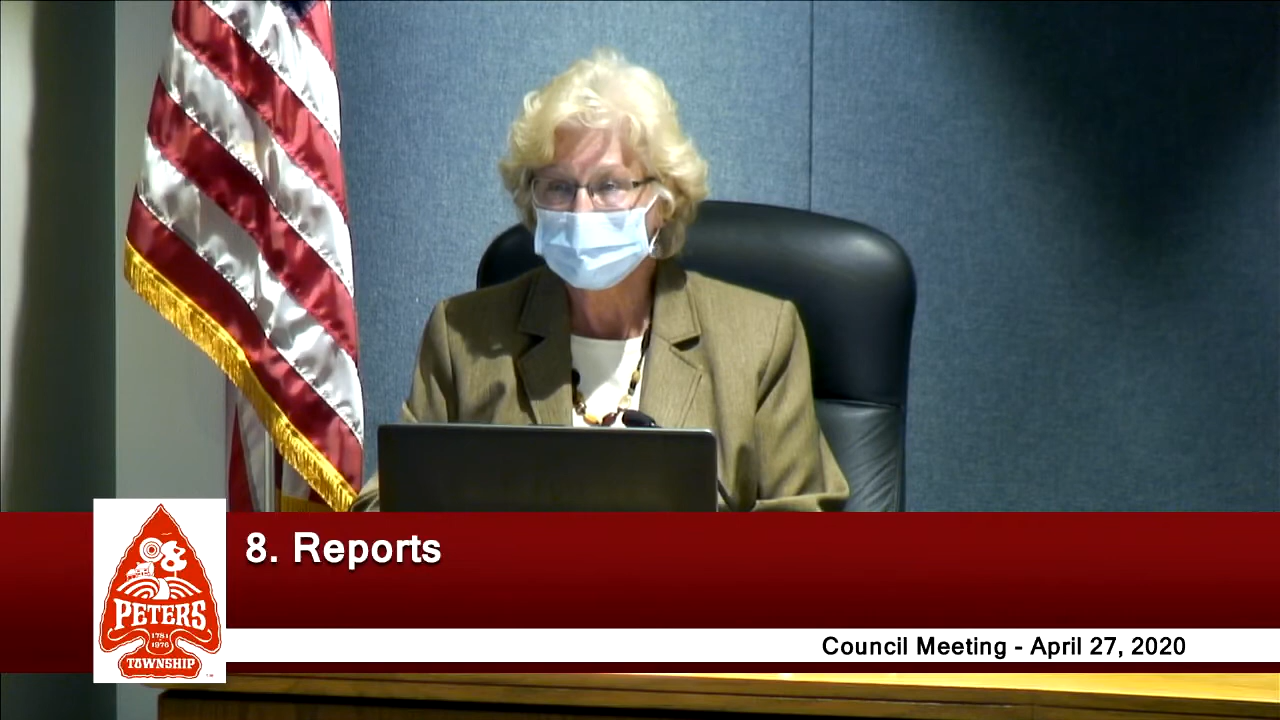 8. Reports
PETERS
1781
1976
TOWNSHIP
Council Meeting - April 27, 2020